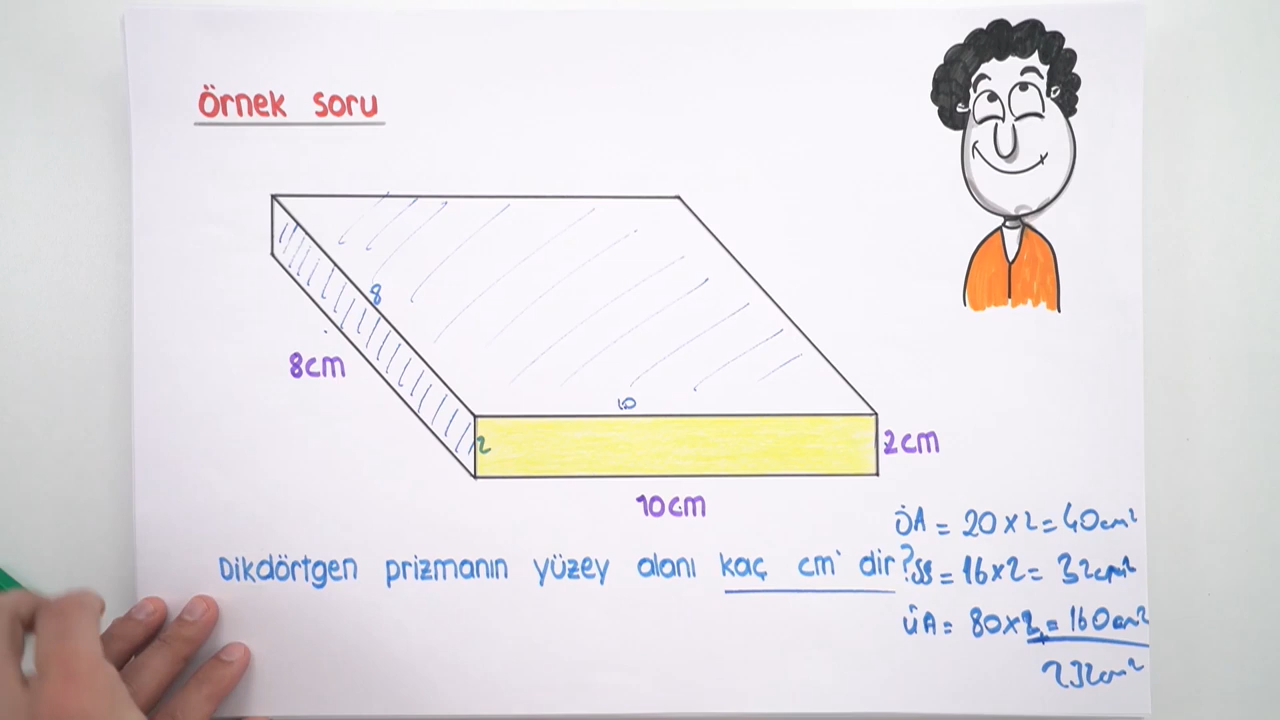 Örnek soru
8
8cm
10
2
2cm
10cm
ÖA = 20 x 2 = 40cm²
Dikdörtgen prizmanın yüzey alanı kaç cm² dir?
SS = 16 x 2 = 32cm²
ÜA = 80 x 2 = 160cm²
+
232cm²